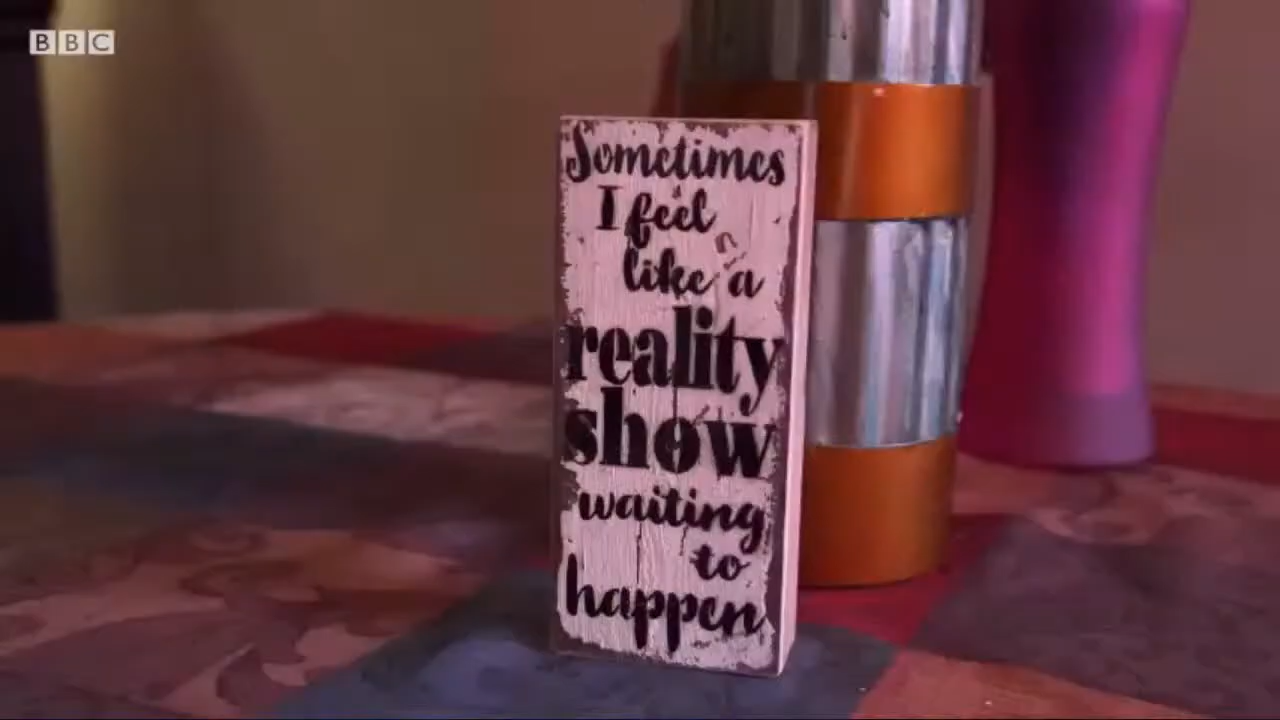 BBC
Sometimes
I feel
like a
reality
show
waiting
to
happen